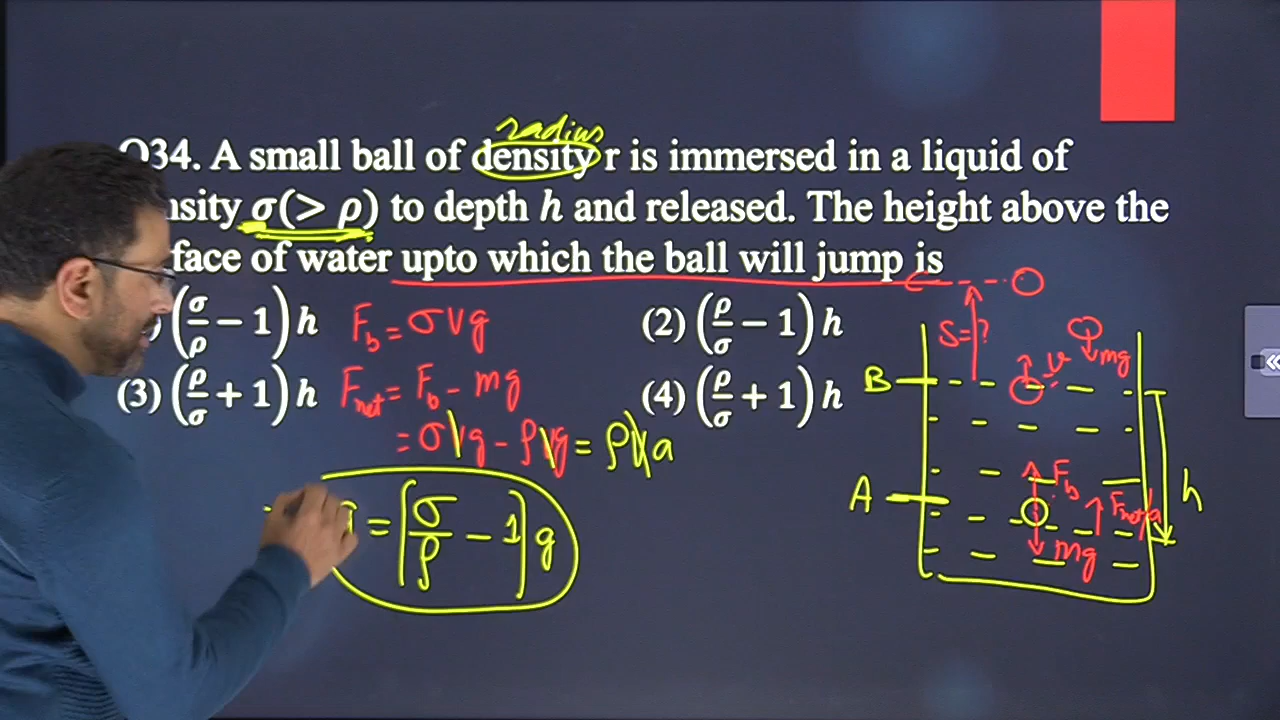 radius
Q34. A small ball of density r is immersed in a liquid of
nsity σ(> ρ) to depth h and released. The height above the
face of water upto which the ball will jump is
(σ/ρ − 1) h
(2) (ρ/σ − 1) h
(3) (ρ/σ + 1) h
(4) (ρ/σ + 1) h
F_b = σVg
F_net = F_b - mg
= σVg - ρVg = ρVa
= [σ/ρ - 1] g
S=?
v
mg
B
A
F_b
F_net
a
mg
h